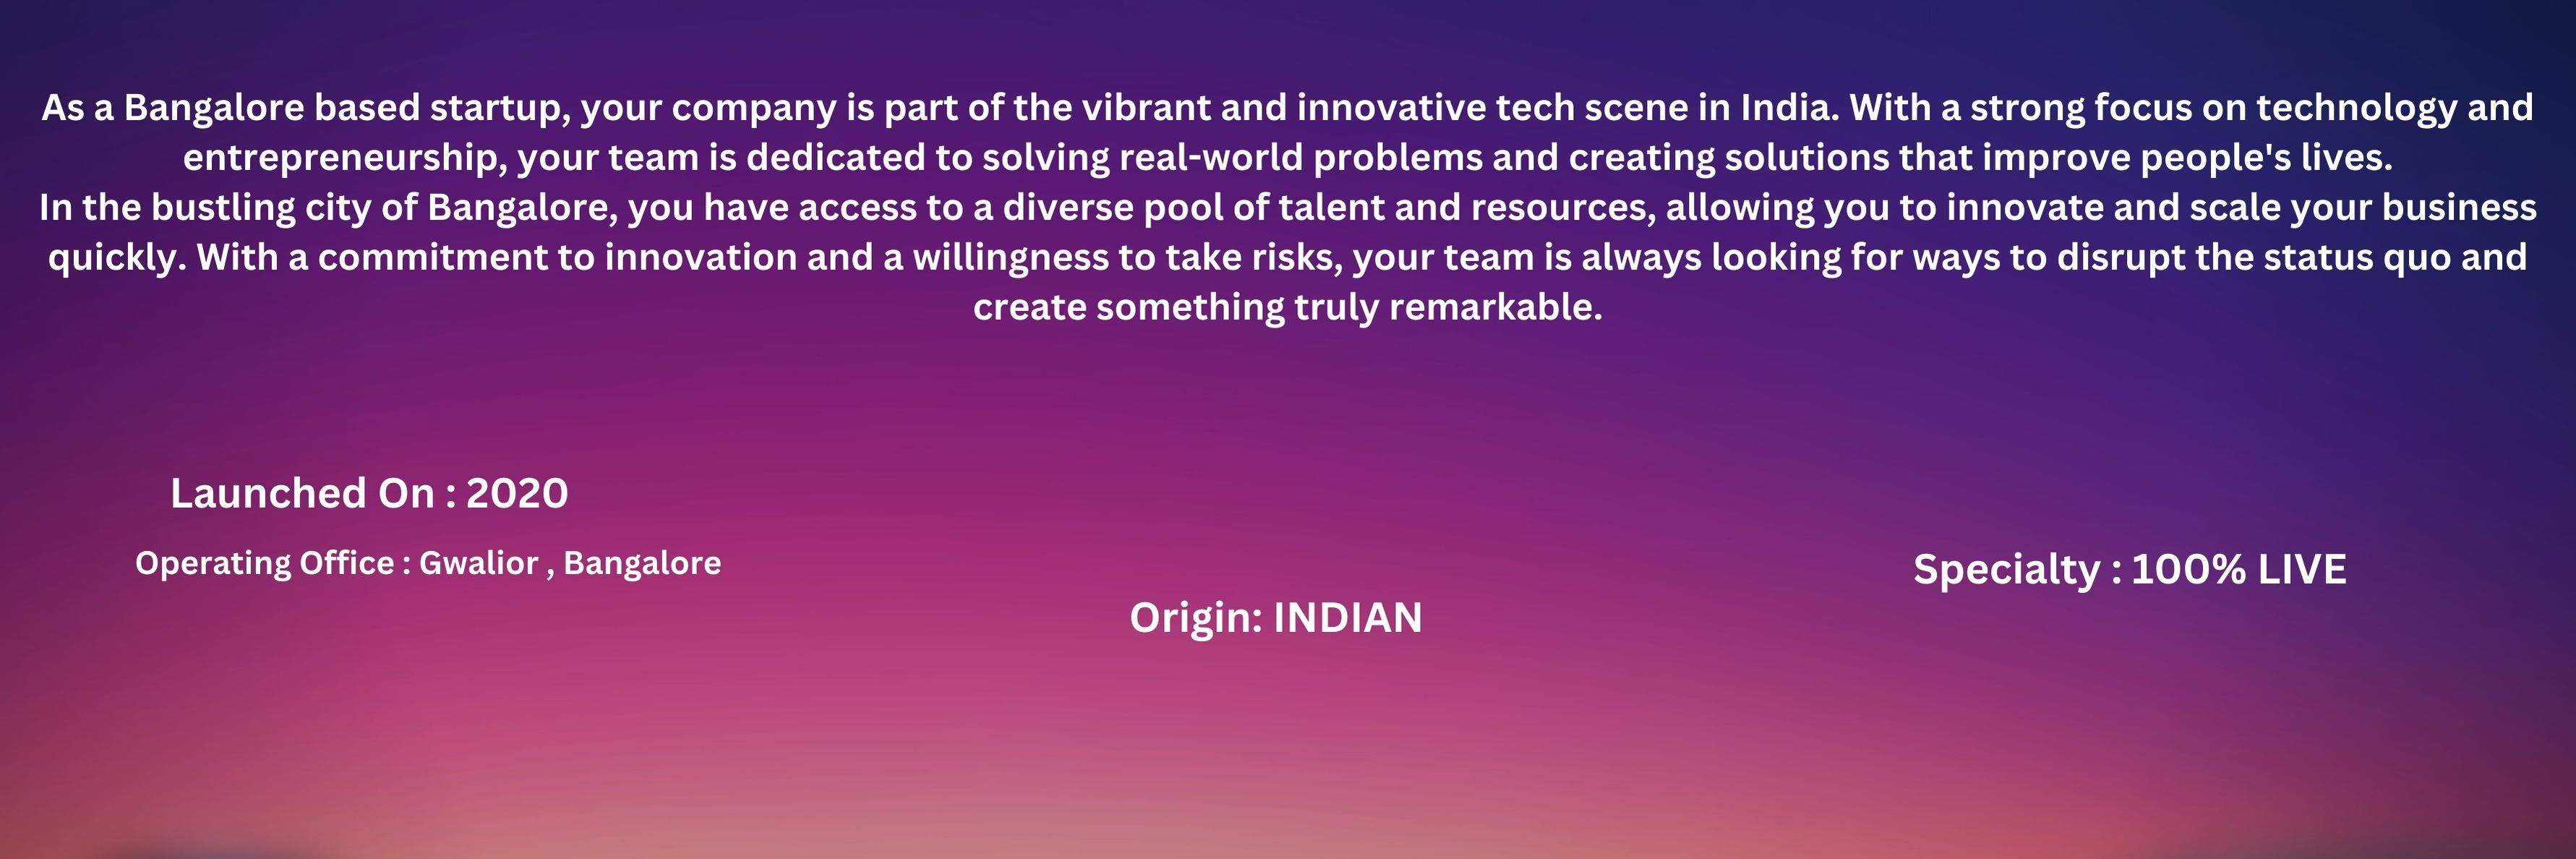 As a Bangalore based startup, your company is part of the vibrant and innovative tech scene in India. With a strong focus on technology and
entrepreneurship, your team is dedicated to solving real-world problems and creating solutions that improve people's lives.
In the bustling city of Bangalore, you have access to a diverse pool of talent and resources, allowing you to innovate and scale your business
quickly. With a commitment to innovation and a willingness to take risks, your team is always looking for ways to disrupt the status quo and
create something truly remarkable.
Launched On : 2020
Operating Office : Gwalior , Bangalore
Origin: INDIAN
Specialty : 100% LIVE